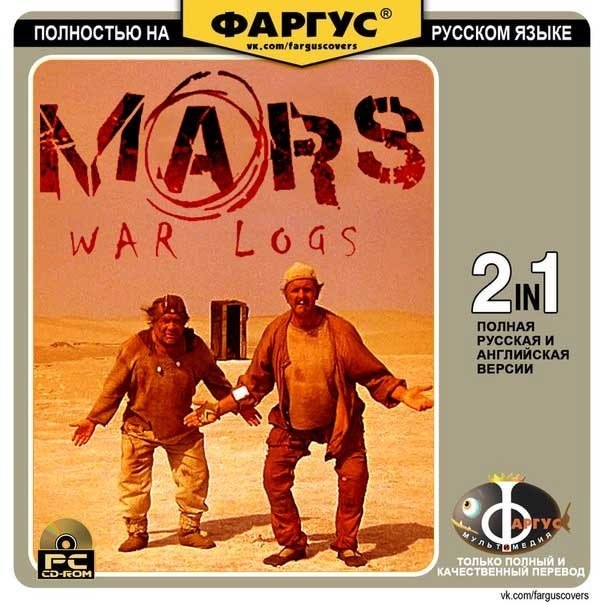 ПОЛНОСТЬЮ НА ФАРГУС® РУССКОМ ЯЗЫКЕ
vk.com/farguscovers
MARS
WAR LOGS
2IN1
ПОЛНАЯ
РУССКАЯ И
АНГЛИЙСКАЯ
ВЕРСИИ
ФАРГУС
МУЛЬТИМЕДИЯ
ТОЛЬКО ПОЛНЫЙ И
КАЧЕСТВЕННЫЙ ПЕРЕВОД
PC
CD-ROM
vk.com/farguscovers